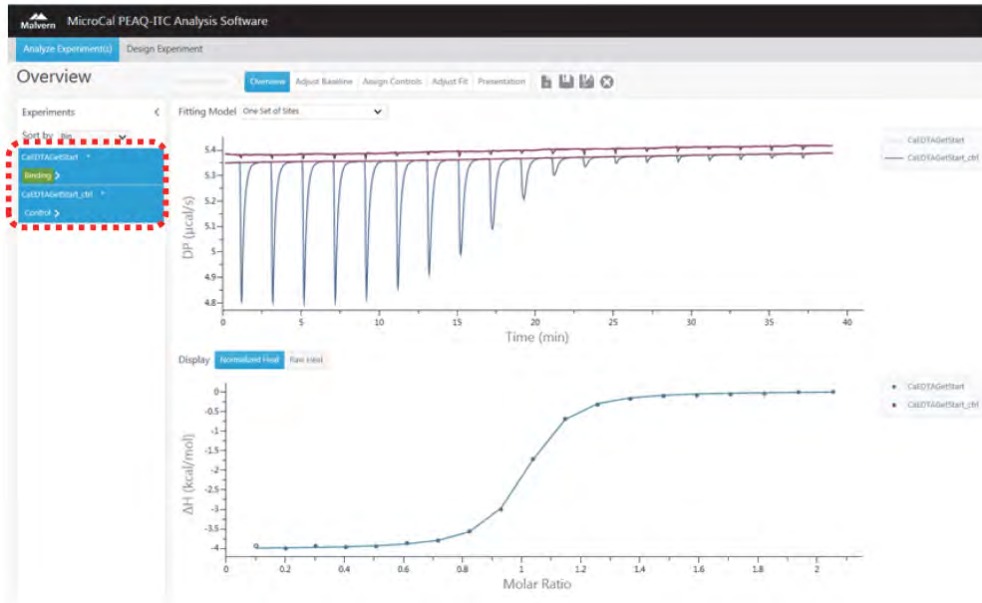 Malvern MicroCal PEAQ-ITC Analysis Software
Analyze Experiment(s) Design Experiment
Overview
Overview Adjust Baseline Assign Controls Adjust Fit Presentation
Experiments <
Fitting Model One Set of Sites
Sort by Bin
CaEDTAGetStart *
Binding >
CaEDTAGetStart_ctrl *
Control >
CaEDTAGetStart
CaEDTAGetStart_ctrl
DP (µcal/s)
5.4
5.3
5.2
5.1
5
4.9
4.8
0 5 10 15 20 25 30 35 40
Time (min)
Display Normalized Heat Raw Heat
CaEDTAGetStart
CaEDTAGetStart_ctrl
ΔH (kcal/mol)
0
-0.5
-1
-1.5
-2
-2.5
-3
-3.5
-4
0 0.2 0.4 0.6 0.8 1 1.2 1.4 1.6 1.8 2
Molar Ratio